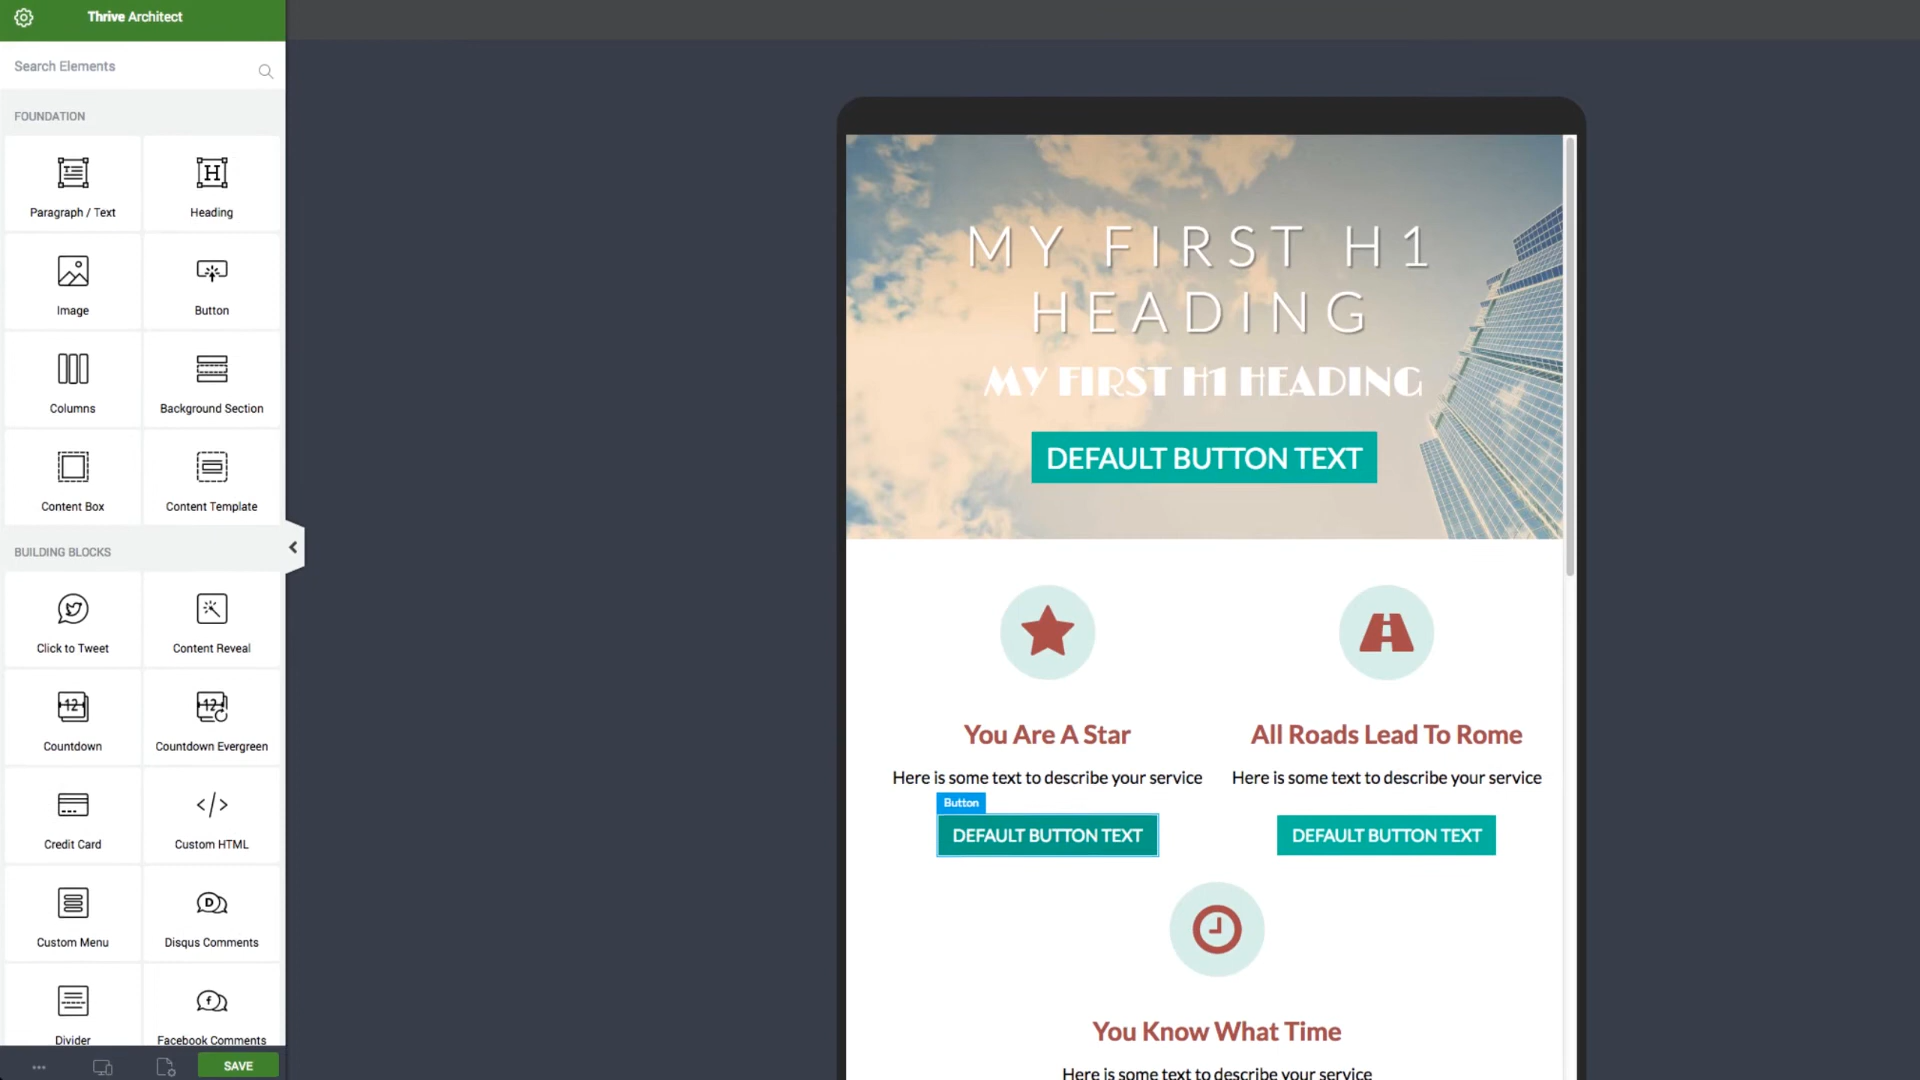 Thrive Architect
Search Elements
FOUNDATION
Paragraph / Text
Heading
Image
Button
Columns
Background Section
Content Box
Content Template
BUILDING BLOCKS
Click to Tweet
Content Reveal
Countdown
Countdown Evergreen
Credit Card
Custom HTML
Custom Menu
Disqus Comments
Divider
Facebook Comments
SAVE
MY FIRST H1
HEADING
MY FIRST H1 HEADING
DEFAULT BUTTON TEXT
You Are A Star
All Roads Lead To Rome
Here is some text to describe your service
Here is some text to describe your service
Button
DEFAULT BUTTON TEXT
DEFAULT BUTTON TEXT
You Know What Time
Here is some text to describe your service